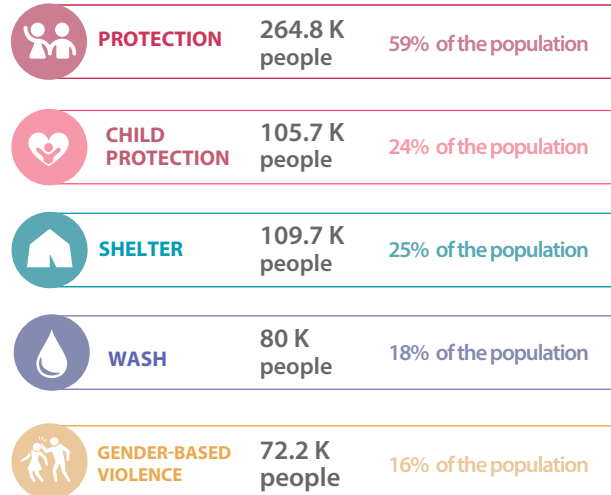 PROTECTION
264.8 K
people
59% of the population
CHILD
PROTECTION
105.7 K
people
24% of the population
SHELTER
109.7 K
people
25% of the population
WASH
80 K
people
18% of the population
GENDER-BASED
VIOLENCE
72.2 K
people
16% of the population